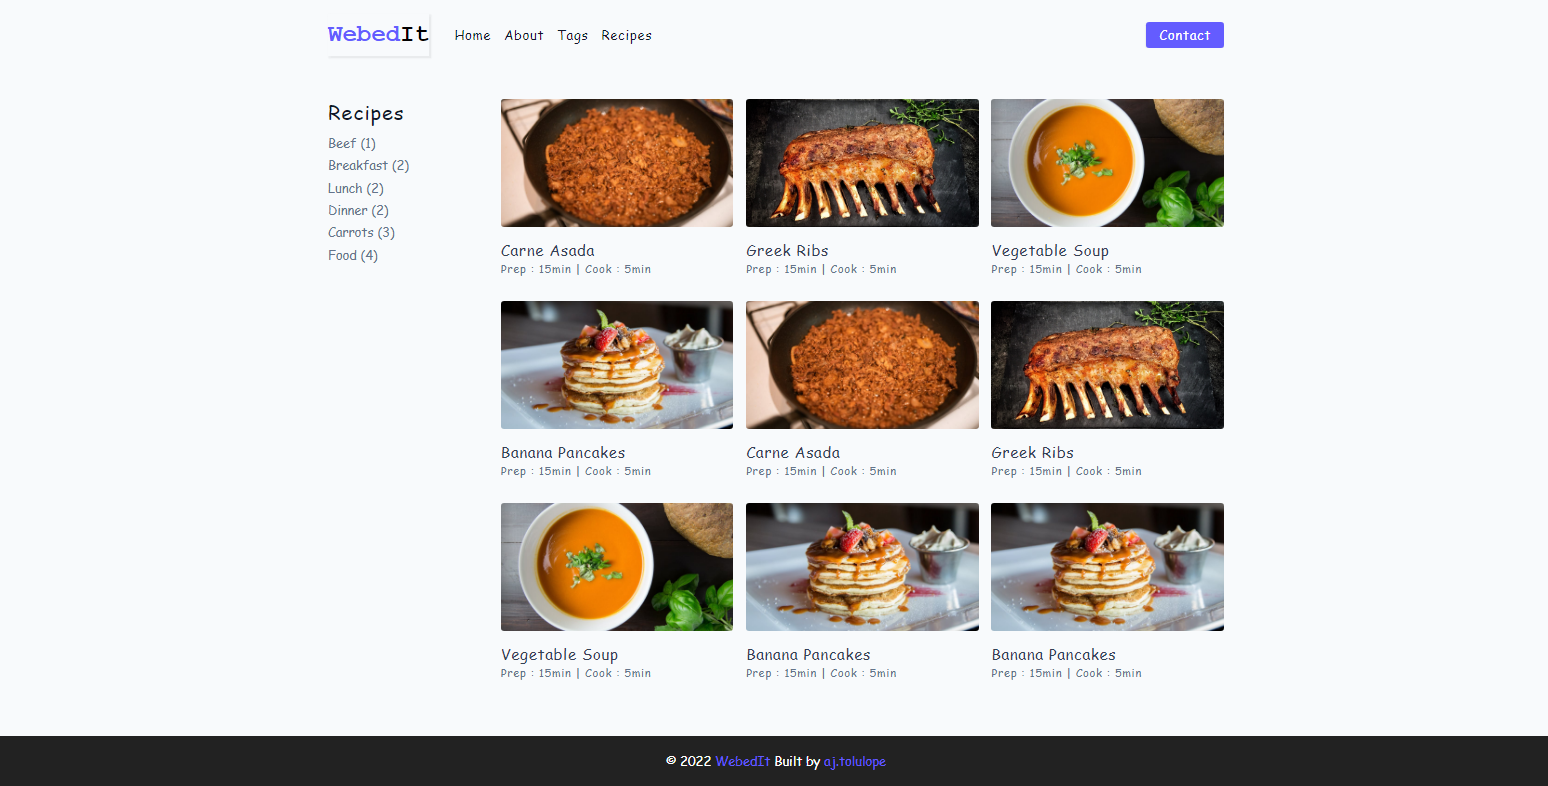 WebedIt Home About Tags Recipes Contact
Recipes
Beef (1)
Breakfast (2)
Lunch (2)
Dinner (2)
Carrots (3)
Food (4)
Carne Asada
Prep : 15min | Cook : 5min
Greek Ribs
Prep : 15min | Cook : 5min
Vegetable Soup
Prep : 15min | Cook : 5min
Banana Pancakes
Prep : 15min | Cook : 5min
Carne Asada
Prep : 15min | Cook : 5min
Greek Ribs
Prep : 15min | Cook : 5min
Vegetable Soup
Prep : 15min | Cook : 5min
Banana Pancakes
Prep : 15min | Cook : 5min
Banana Pancakes
Prep : 15min | Cook : 5min
© 2022 WebedIt Built by aj.tolulope